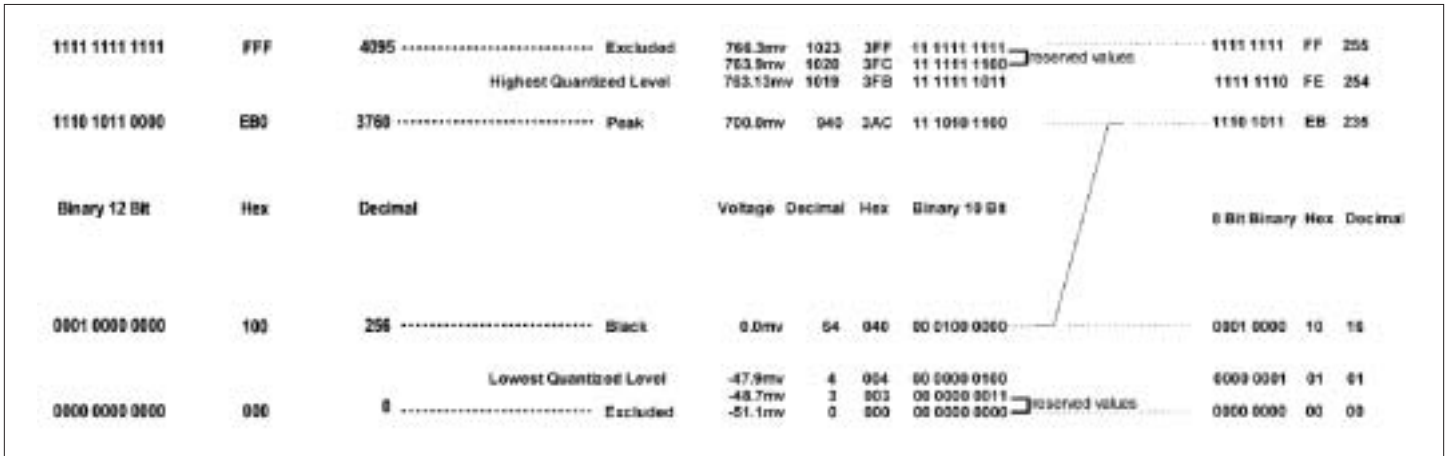 1111 1111 1111 FFF 4095 Excluded 766.3mv 1023 3FF 11 1111 1111 1111 1111 FF 255
763.9mv 1020 3FC 11 1111 1100 reserved values
Highest Quantized Level 763.13mv 1019 3FB 11 1111 1011 1111 1110 FE 254
1110 1011 0000 EB0 3760 Peak 700.0mv 940 3AC 11 1010 1100 1110 1011 EB 235
Binary 12 Bit Hex Decimal Voltage Decimal Hex Binary 10 Bit 8 Bit Binary Hex Decimal
0001 0000 0000 100 256 Black 0.0mv 64 040 00 0100 0000 0001 0000 10 16
Lowest Quantized Level -47.9mv 4 004 00 0000 0100 0000 0001 01 01
-48.7mv 3 003 00 0000 0011 reserved values
0000 0000 0000 000 0 Excluded -51.1mv 0 000 00 0000 0000 0000 0000 00 00